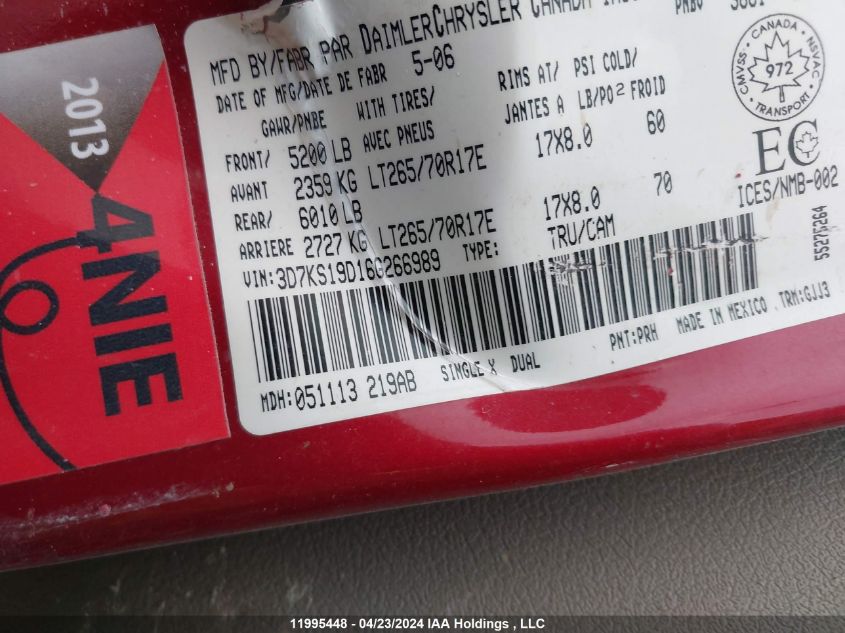 MFD BY/FABR PAR DAIMLERCHRYSLER CANADA
DATE OF MFG/DATE DE FABR 5-06
GAWR/PNBE WITH TIRES/ RIMS AT/ PSI COLD/
AVEC PNEUS JANTES A LB/PO2 FROID
FRONT/ 5200 LB
AVANT 2359 KG LT265/70R17E 17X8.0 60
REAR/ 6010 LB
ARRIERE 2727 KG LT265/70R17E 17X8.0 70
VIN:3D7KS19D16G266989 TYPE: TRU/CAM
MDH:051113 219AB SINGLE X DUAL PNT:PRH MADE IN MEXICO TRM:GJJ3
CANADA
CMVSS NSVAC
972
TRANSPORT
EC
ICES/NMB-002
55275264
2013
4NIE
11995448 - 04/23/2024 IAA Holdings , LLC